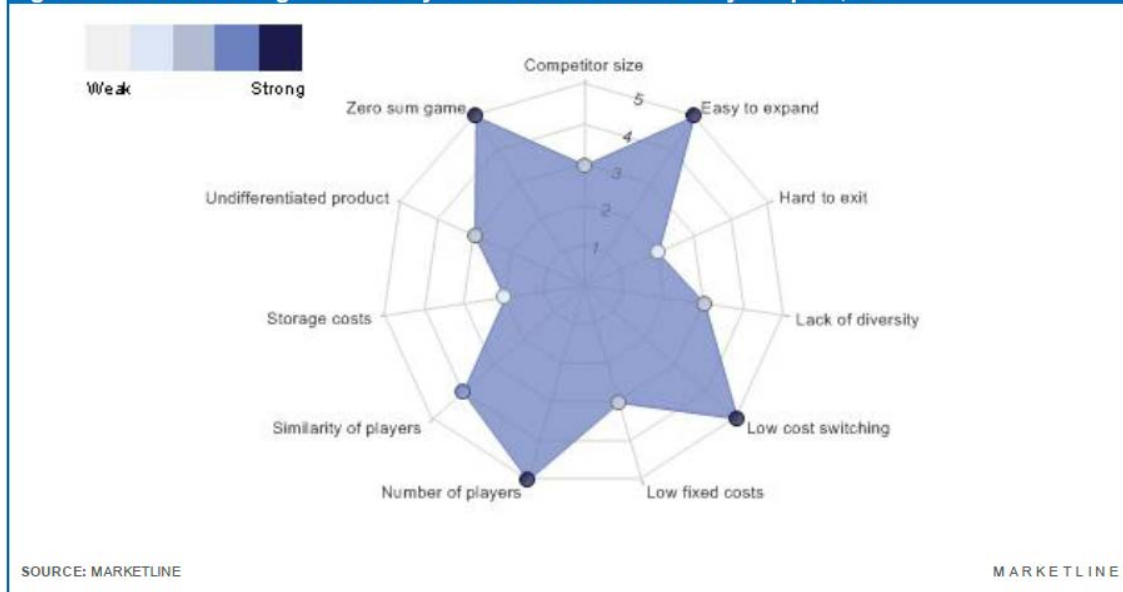 Weak Strong
Competitor size
Zero sum game
Easy to expand
5
4
3
2
1
Undifferentiated product
Hard to exit
Storage costs
Lack of diversity
Similarity of players
Low cost switching
Number of players
Low fixed costs
SOURCE: MARKETLINE
MARKETLINE